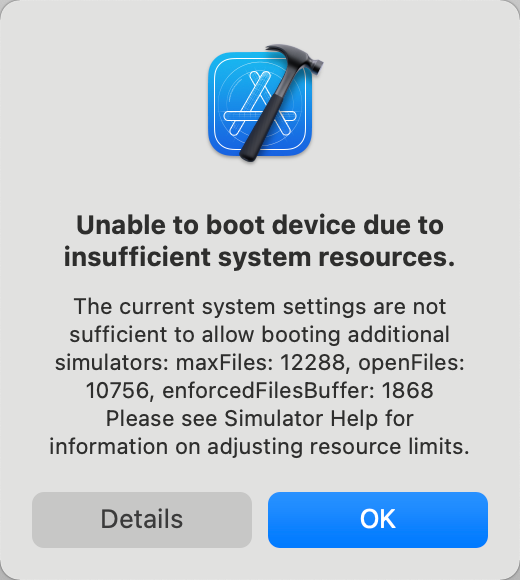 Unable to boot device due to
insufficient system resources.
The current system settings are not
sufficient to allow booting additional
simulators: maxFiles: 12288, openFiles:
10756, enforcedFilesBuffer: 1868
Please see Simulator Help for
information on adjusting resource limits.
Details
OK